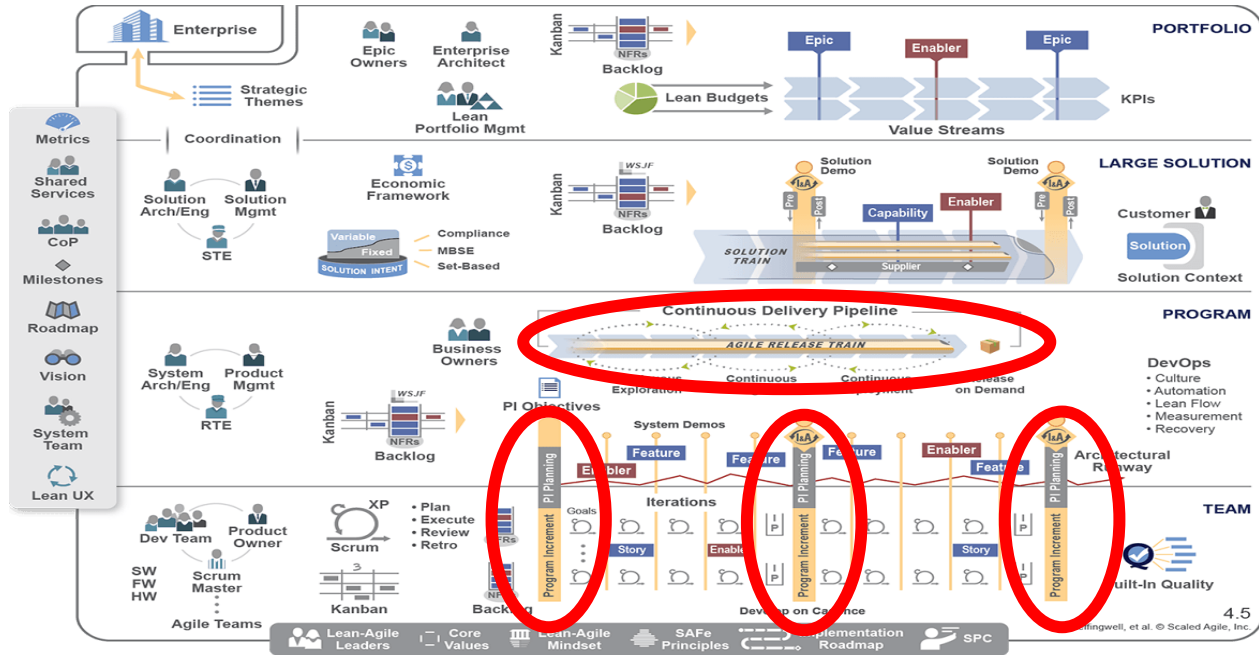 Enterprise
Strategic
Themes
Epic
Owners
Enterprise
Architect
Lean
Portfolio Mgmt
Kanban
NFRs
Backlog
Lean Budgets
Epic
Enabler
Epic
Value Streams
KPIs
PORTFOLIO
Metrics
Shared
Services
CoP
Milestones
Roadmap
Vision
System
Team
Lean UX
Coordination
Solution
Arch/Eng
Solution
Mgmt
STE
Economic
Framework
Variable
Fixed
SOLUTION INTENT
Compliance
MBSE
Set-Based
Kanban
WSJF
NFRs
Backlog
Solution
Demo
Solution
Demo
I&A
I&A
Pre
Post
Pre
Post
Capability
Enabler
SOLUTION
TRAIN
Supplier
LARGE SOLUTION
Customer
Solution
Solution Context
System
Arch/Eng
Product
Mgmt
RTE
Business
Owners
Kanban
WSJF
NFRs
Backlog
PI Objectives
Continuous Delivery Pipeline
AGILE RELEASE TRAIN
Exploration
Continuous
on Demand
PROGRAM
DevOps
• Culture
• Automation
• Lean Flow
• Measurement
• Recovery
System Demos
Enabler
Feature
Feature
I&A
Feature
Enabler
Feature
I&A
Architectural
Runway
PI Planning
PI Planning
PI Planning
Program Increment
Program Increment
Program Increment
Dev Team
Product
Owner
SW
FW
HW
Scrum
Master
Agile Teams
XP
Scrum
• Plan
• Execute
• Review
• Retro
3
Kanban
Backlog
Goals
Iterations
Story
Story
I
P
I
P
I
P
I
P
Develop on Cadence
TEAM
Built-In Quality
4.5
Scaled Agile, Inc.
Lean-Agile
Leaders
Core
Values
Lean-Agile
Mindset
SAFe
Principles
Implementation
Roadmap
SPC